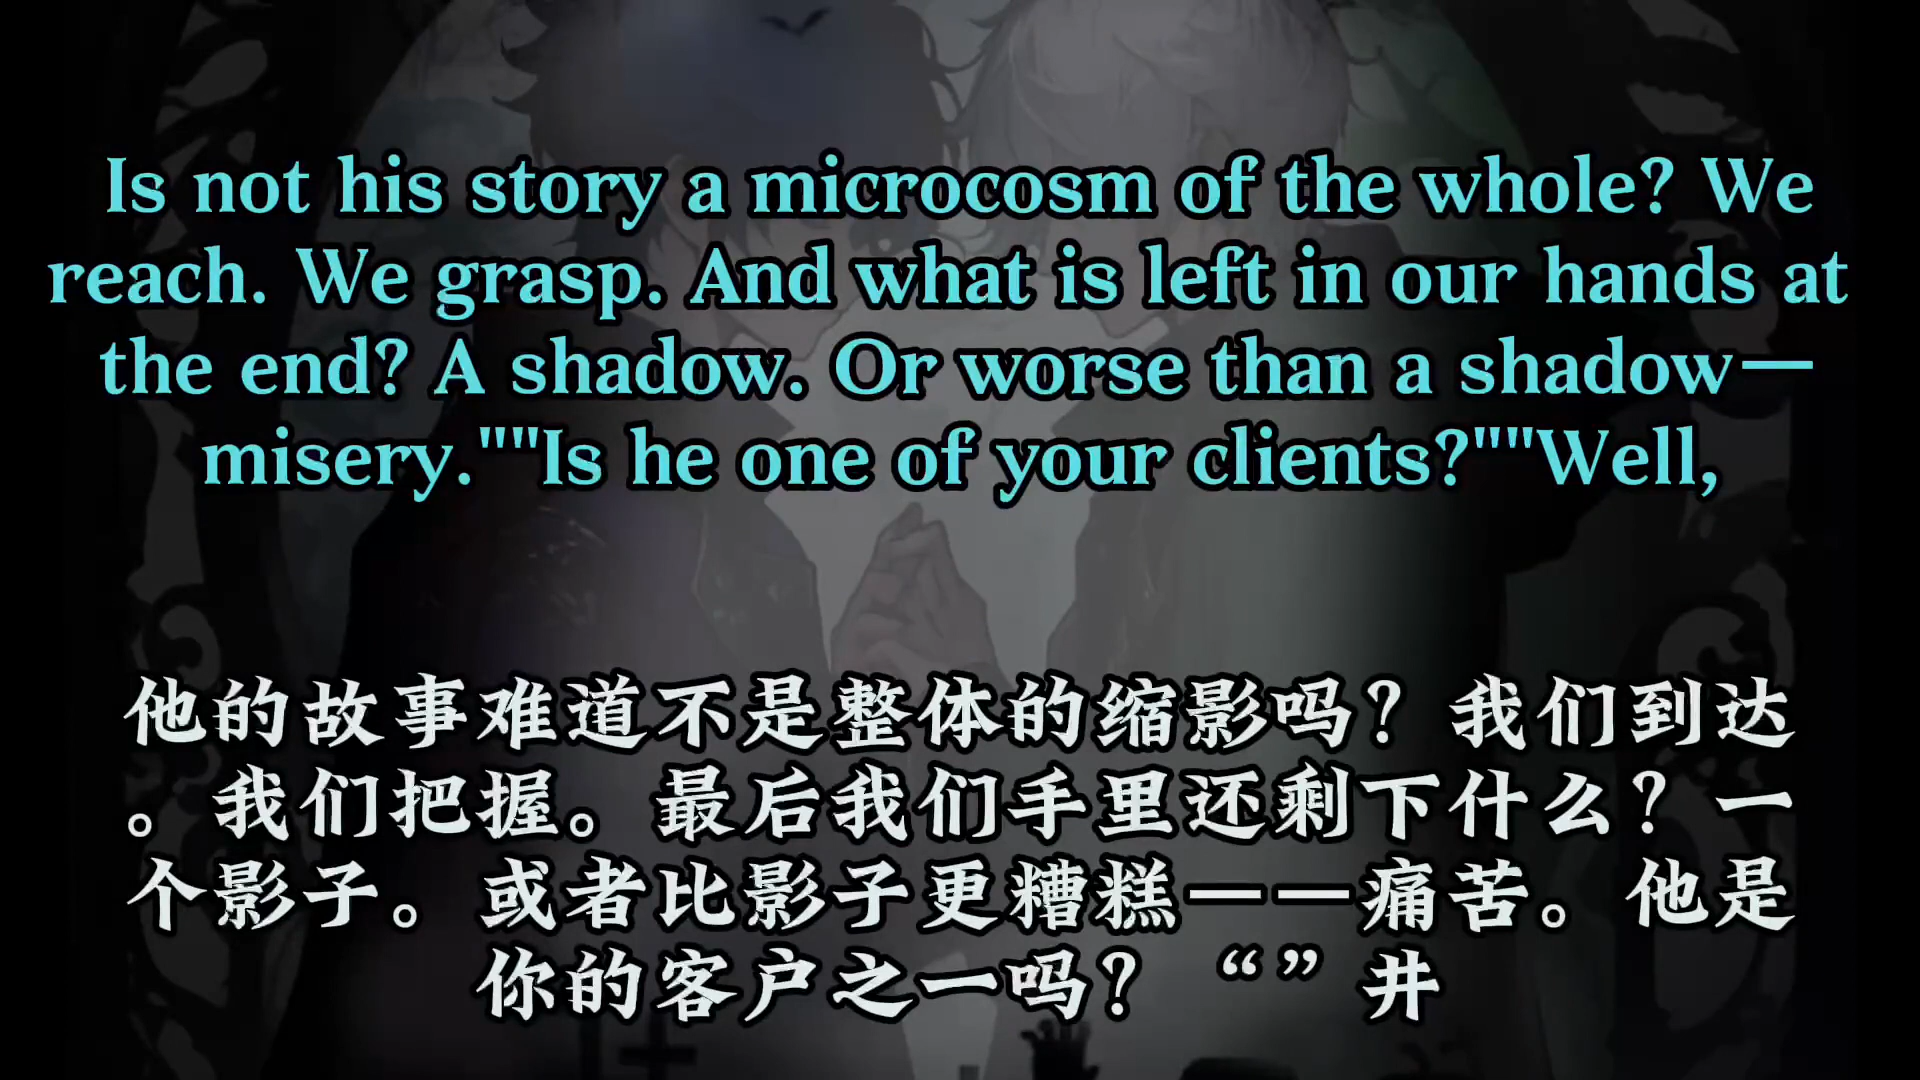 Is not his story a microcosm of the whole? We
reach. We grasp. And what is left in our hands at
the end? A shadow. Or worse than a shadow—
misery.""Is he one of your clients?""Well,
他的故事难道不是整体的缩影吗？我们到达
。我们把握。最后我们手里还剩下什么？一
个影子。或者比影子更糟糕——痛苦。他是
你的客户之一吗？“”井